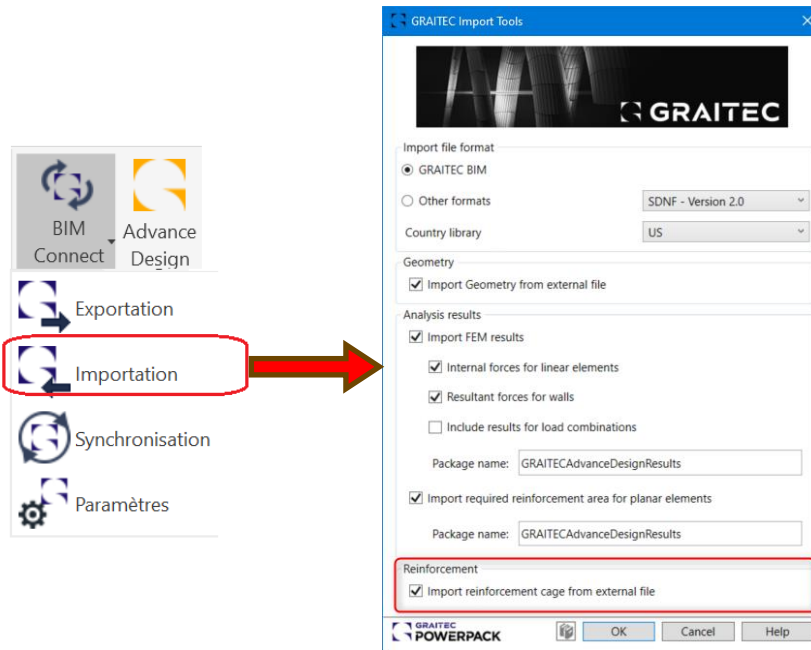 BIM
Connect
Advance
Design
Exportation
Importation
Synchronisation
Paramètres
GRAITEC Import Tools
GRAITEC
Import file format
GRAITEC BIM
Other formats
SDNF - Version 2.0
Country library
US
Geometry
Import Geometry from external file
Analysis results
Import FEM results
Internal forces for linear elements
Resultant forces for walls
Include results for load combinations
Package name: GRAITECAdvanceDesignResults
Import required reinforcement area for planar elements
Package name: GRAITECAdvanceDesignResults
Reinforcement
Import reinforcement cage from external file
GRAITEC
POWERPACK
OK
Cancel
Help